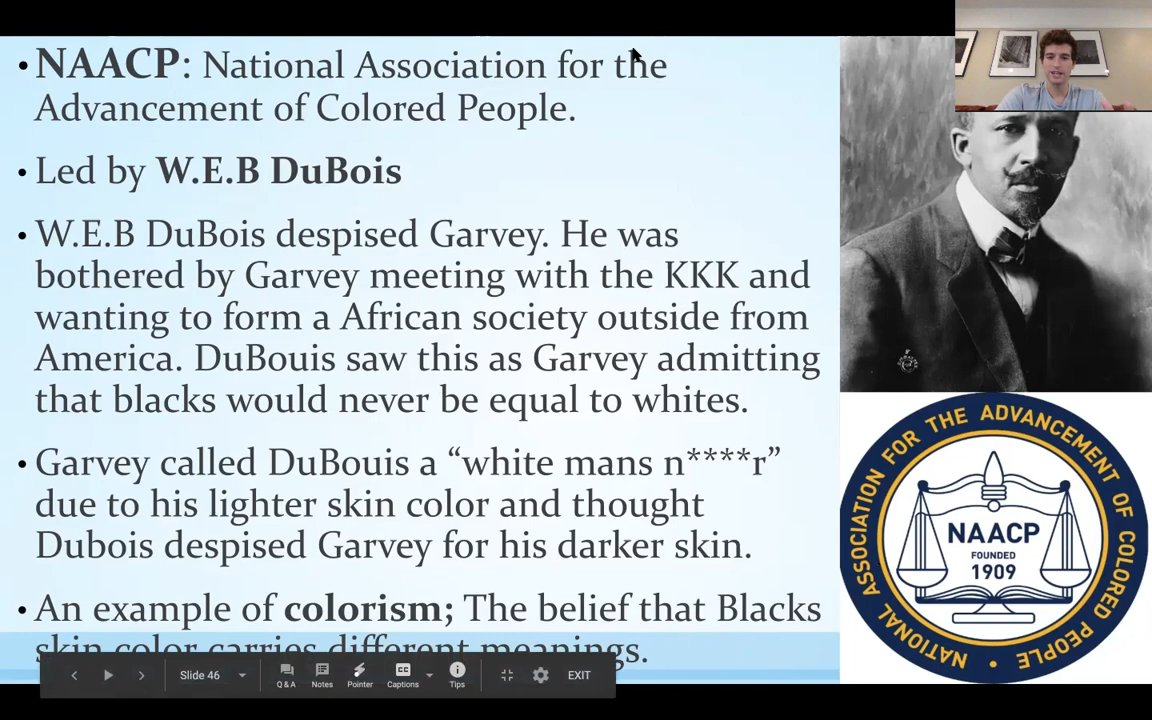 • NAACP: National Association for the
Advancement of Colored People.
• Led by W.E.B DuBois
• W.E.B DuBois despised Garvey. He was
bothered by Garvey meeting with the KKK and
wanting to form a African society outside from
America. DuBouis saw this as Garvey admitting
that blacks would never be equal to whites.
• Garvey called DuBouis a “white mans n****r”
due to his lighter skin color and thought
Dubois despised Garvey for his darker skin.
• An example of colorism; The belief that Blacks
skin color carries different meanings.
NATIONAL ASSOCIATION FOR THE ADVANCEMENT OF COLORED PEOPLE
NAACP
FOUNDED
1909
Slide 46
Q & A
Notes
Pointer
CC
Captions
Tips
EXIT